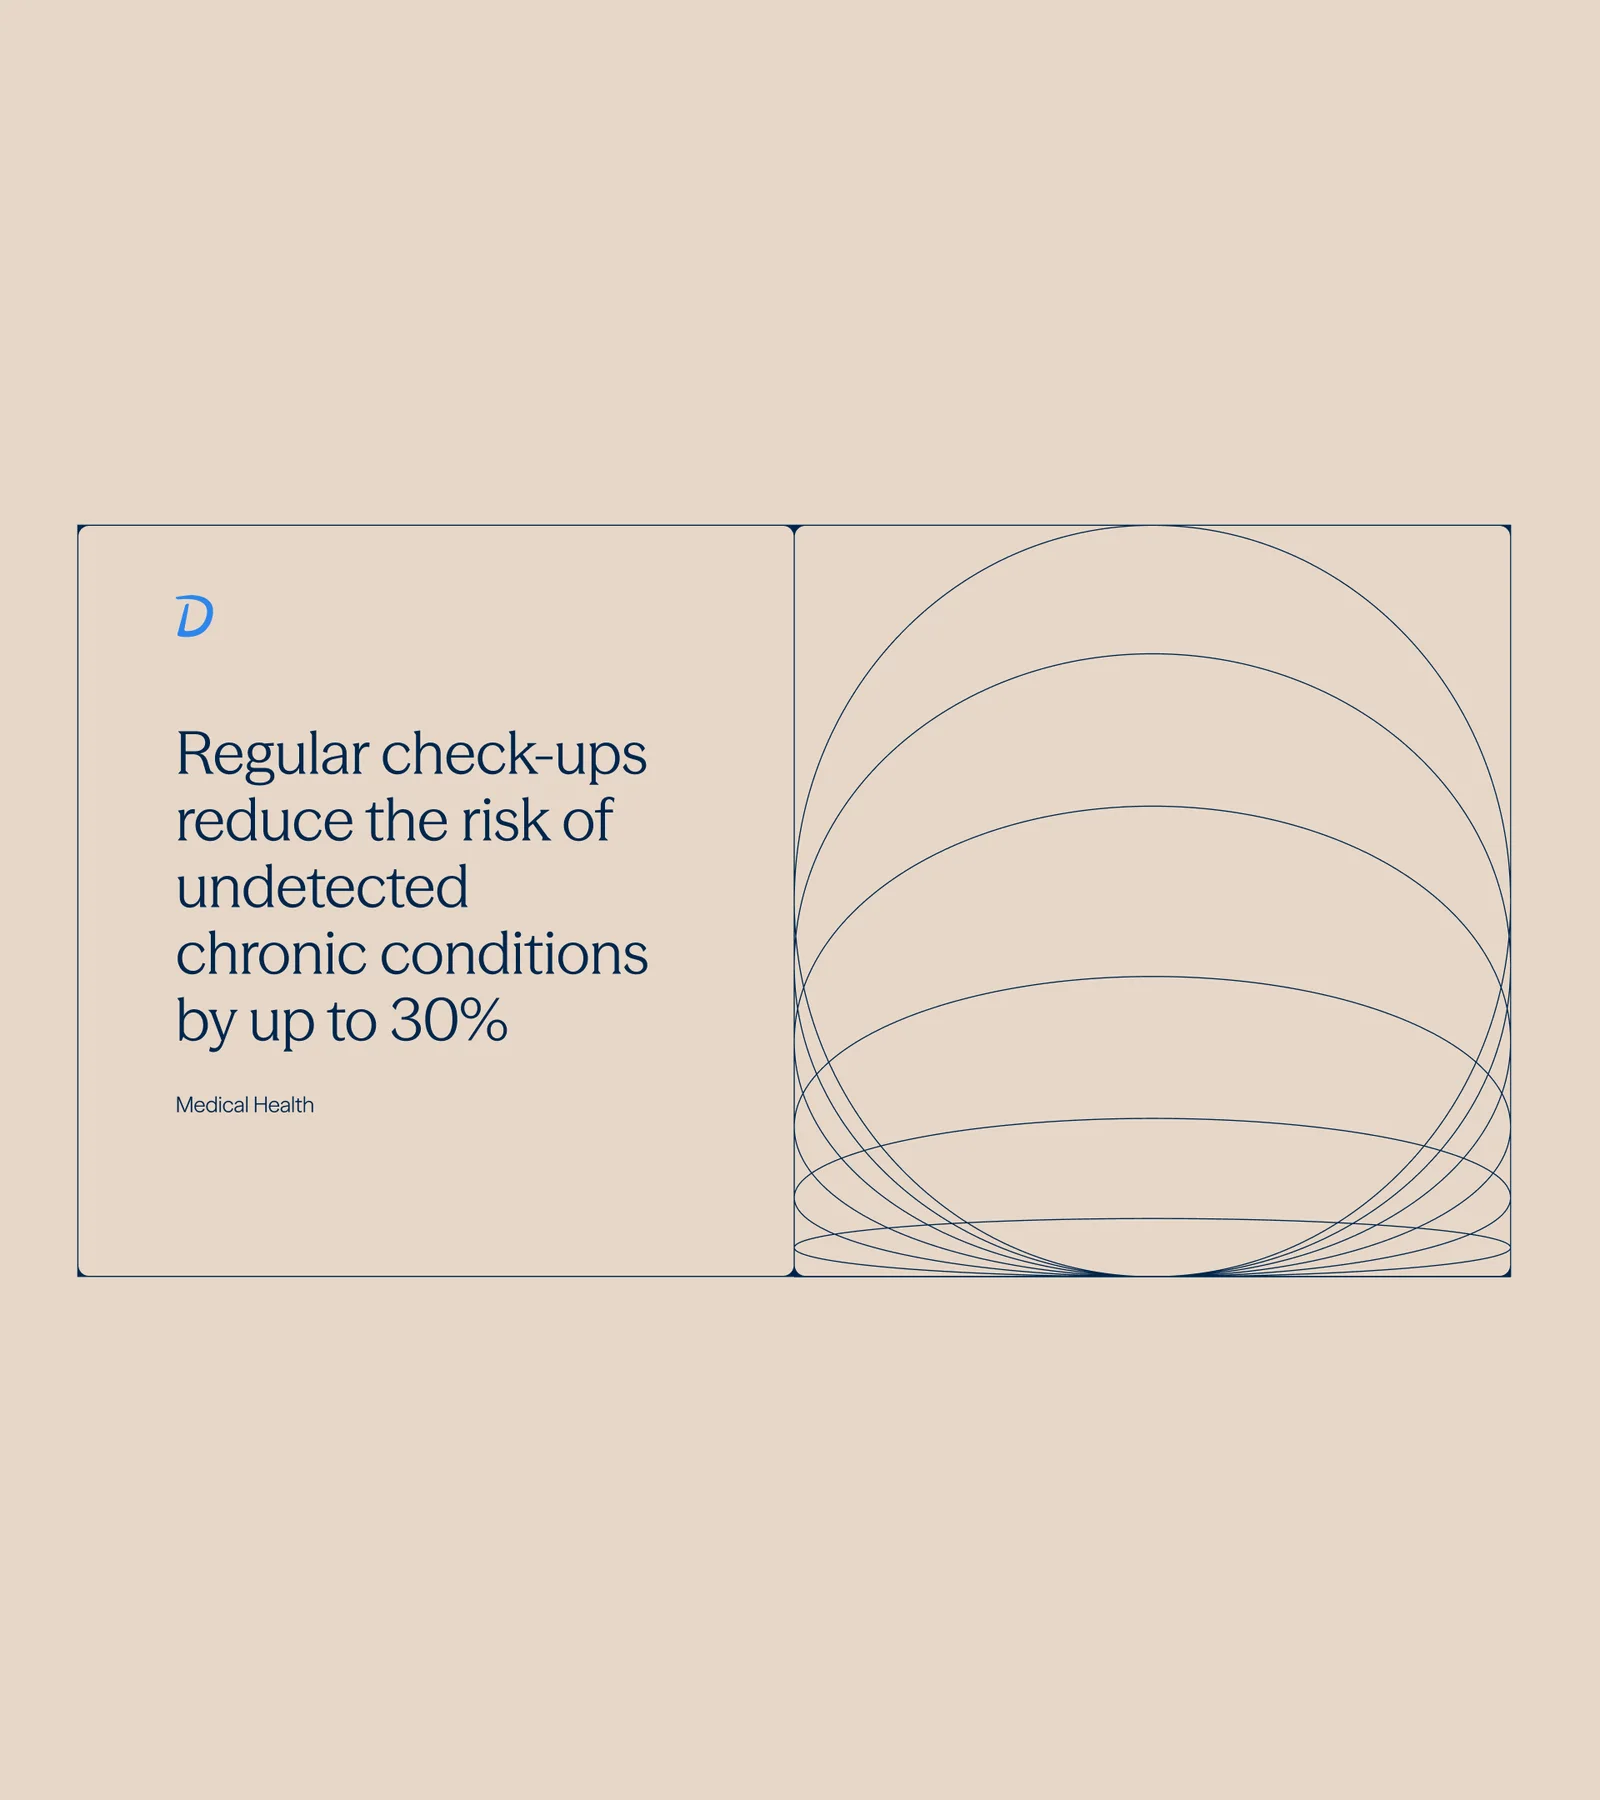 D
Regular check-ups
reduce the risk of
undetected
chronic conditions
by up to 30%
Medical Health